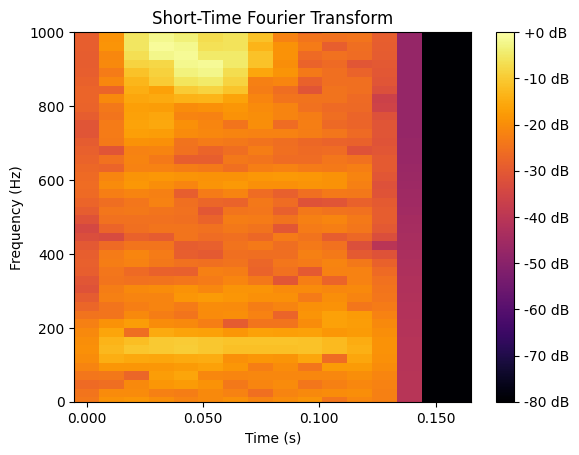 Short-Time Fourier Transform
Frequency (Hz)
1000
800
600
400
200
0
0.000
0.050
0.100
0.150
Time (s)
+0 dB
-10 dB
-20 dB
-30 dB
-40 dB
-50 dB
-60 dB
-70 dB
-80 dB